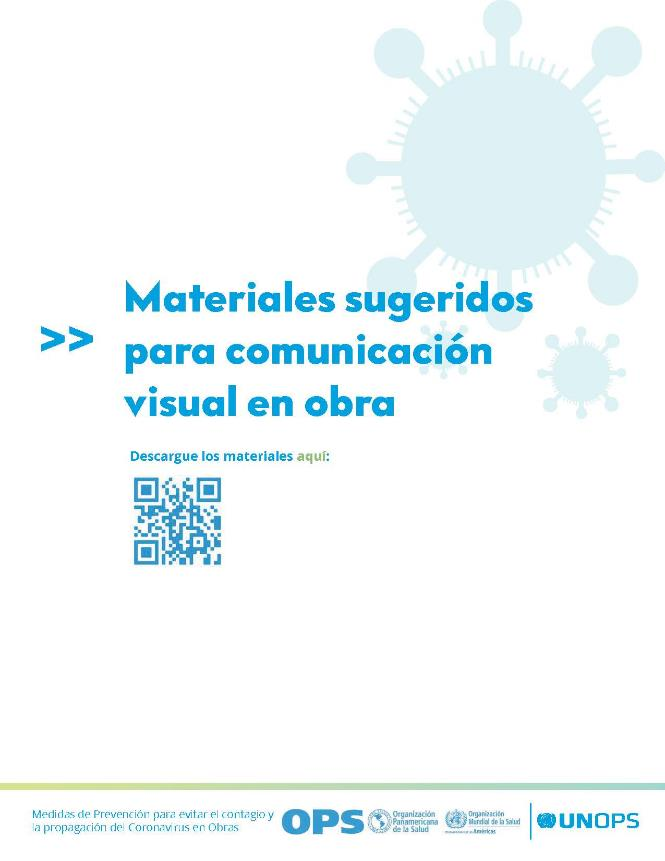 Materiales sugeridos
>> para comunicación
visual en obra
Descargue los materiales aquí:
Medidas de Prevención para evitar el contagio y
la propagación del Coronavirus en Obras
OPS
Organización
Panamericana
de la Salud
Organización
Mundial de la Salud
Américas
UNOPS